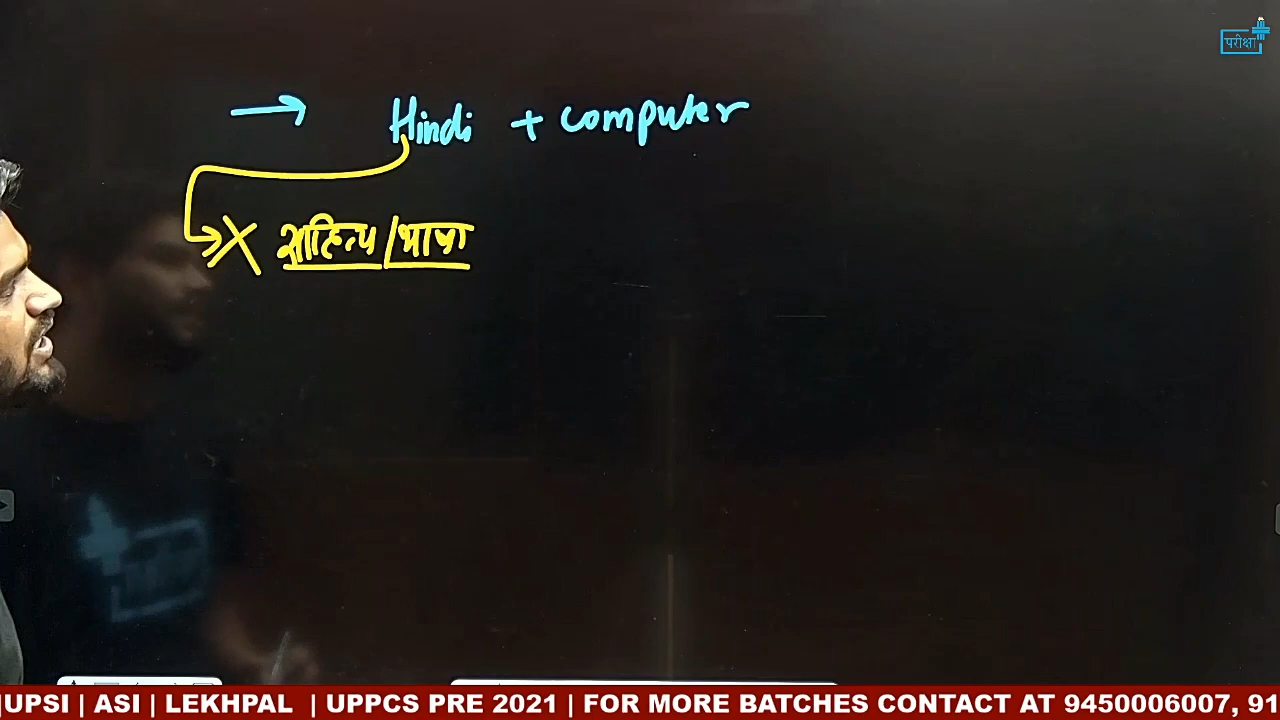 परीक्षा
→ Hindi + computer
X साहित्य/भाषा
UPSI | ASI | LEKHPAL | UPPCS PRE 2021 | FOR MORE BATCHES CONTACT AT 9450006007, 91